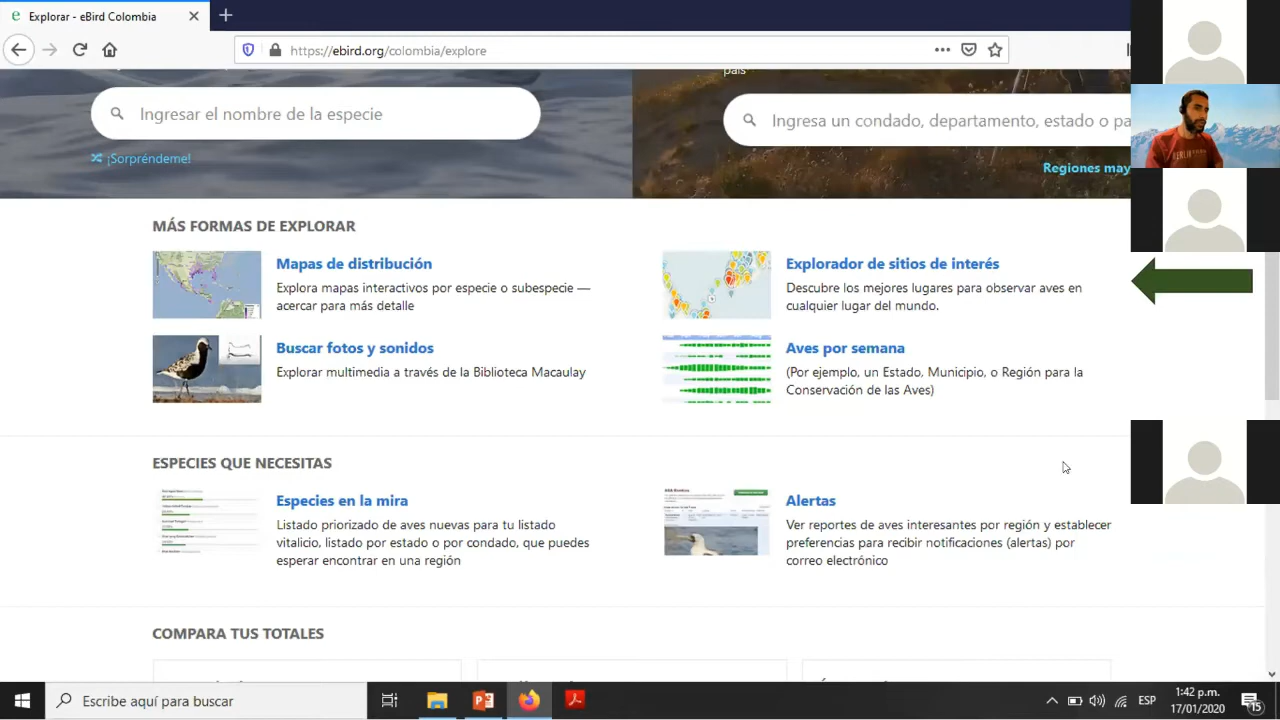 Explorar - eBird Colombia
https://ebird.org/colombia/explore
país
Ingresar el nombre de la especie
Ingresa un condado, departamento, estado o pa
¡Sorpréndeme!
Regiones may
MÁS FORMAS DE EXPLORAR
Mapas de distribución
Explora mapas interactivos por especie o subespecie —
acercar para más detalle
Explorador de sitios de interés
Descubre los mejores lugares para observar aves en
cualquier lugar del mundo.
Buscar fotos y sonidos
Explorar multimedia a través de la Biblioteca Macaulay
Aves por semana
(Por ejemplo, un Estado, Municipio, o Región para la
Conservación de las Aves)
ESPECIES QUE NECESITAS
Especies en la mira
Listado priorizado de aves nuevas para tu listado
vitalicio, listado por estado o por condado, que puedes
esperar encontrar en una región
Alertas
Ver reportes de aves interesantes por región y establecer
preferencias para recibir notificaciones (alertas) por
correo electrónico
COMPARA TUS TOTALES
BERLIN
Escribe aquí para buscar
ESP
1:42 p.m.
17/01/2020
15